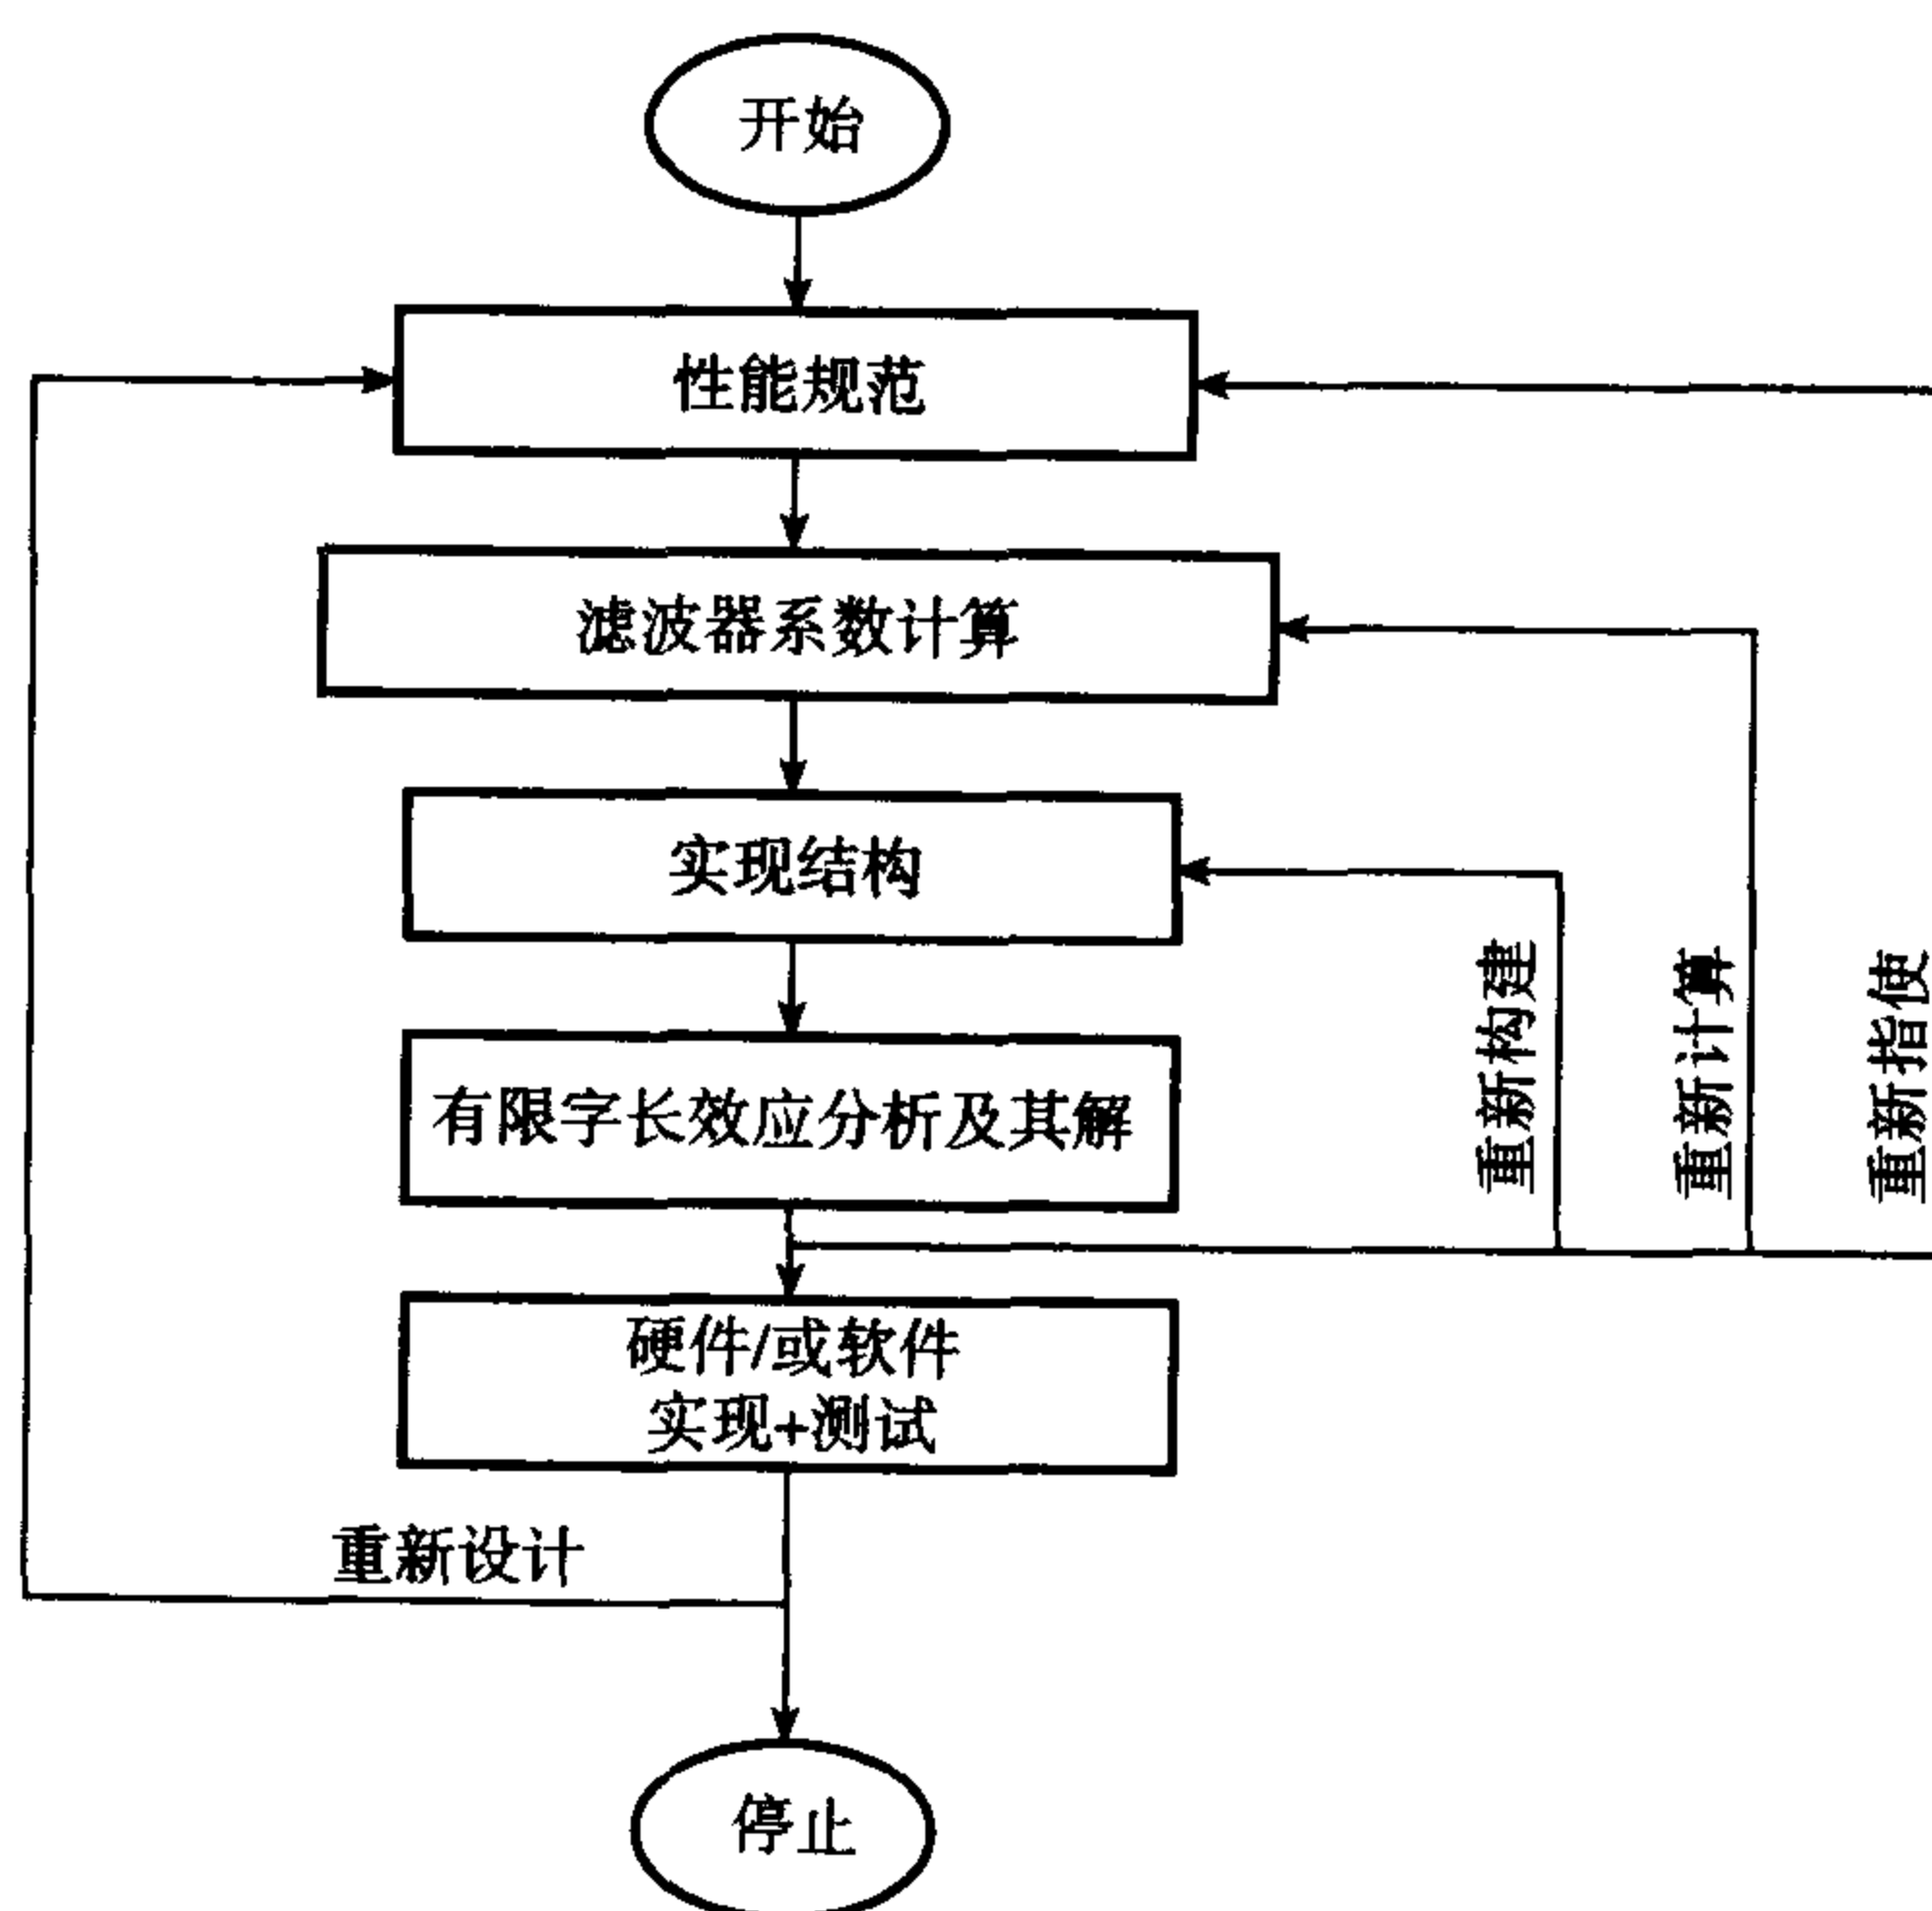 开始
性能规范
滤波器系数计算
实现结构
有限字长效应分析及其解
重新构建
重新计算
重新指使
硬件/或软件
实现+测试
重新设计
停止